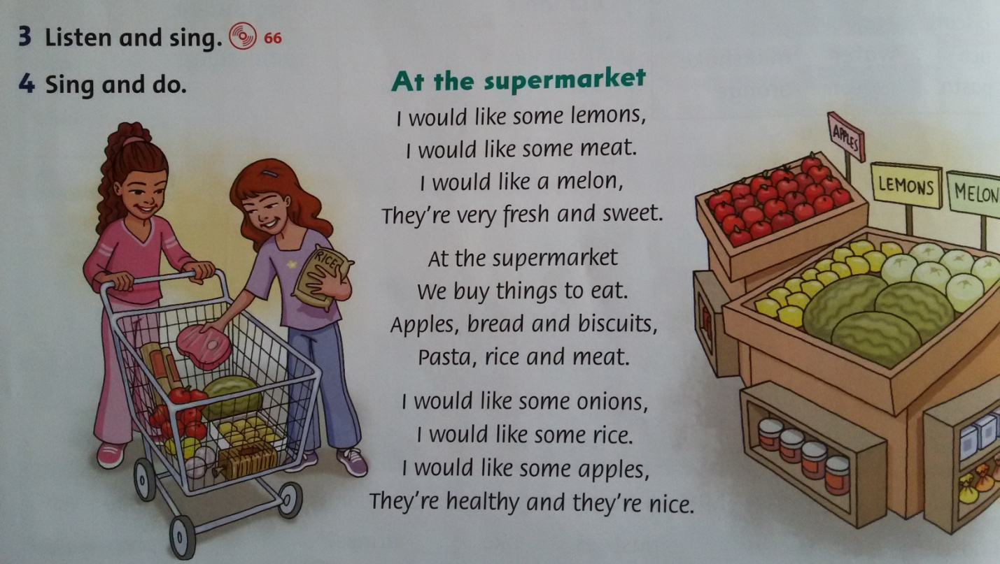 3 Listen and sing. 66
4 Sing and do.
At the supermarket
I would like some lemons,
I would like some meat.
I would like a melon,
They're very fresh and sweet.
At the supermarket
We buy things to eat.
Apples, bread and biscuits,
Pasta, rice and meat.
I would like some onions,
I would like some rice.
I would like some apples,
They're healthy and they're nice.
RICE
APPLES
LEMONS
MELON